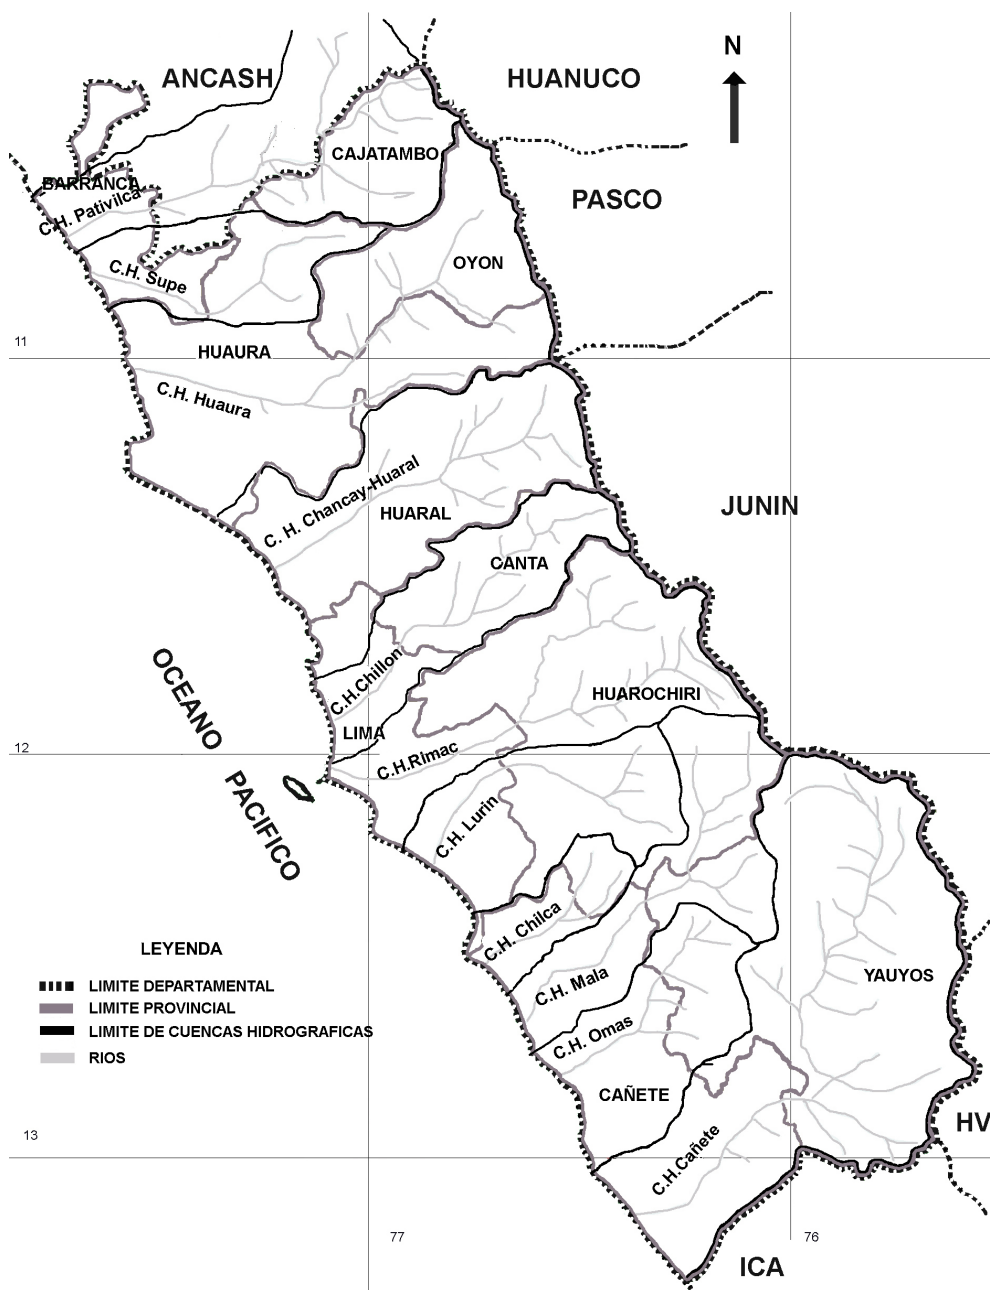 N
ANCASH
HUANUCO
CAJATAMBO
BARRANCA
PASCO
C.H. Pativilca
OYON
C.H. Supe
11
HUAURA
C.H. Huaura
C. H. Chancay-Huaral
HUARAL
JUNIN
CANTA
OCEANO PACIFICO
C.H.Chillon
HUAROCHIRI
LIMA
12
C.H.Rimac
C.H. Lurin
C.H. Chilca
LEYENDA
C.H. Mala
YAUYOS
LIMITE DEPARTAMENTAL
LIMITE PROVINCIAL
LIMITE DE CUENCAS HIDROGRAFICAS
C.H. Omas
RIOS
CAÑETE
HV
13
C.H.Cañete
77
76
ICA